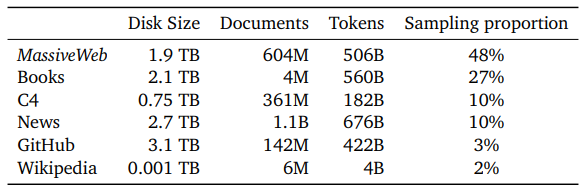 Disk Size Documents Tokens Sampling proportion
MassiveWeb 1.9 TB 604M 506B 48%
Books 2.1 TB 4M 560B 27%
C4 0.75 TB 361M 182B 10%
News 2.7 TB 1.1B 676B 10%
GitHub 3.1 TB 142M 422B 3%
Wikipedia 0.001 TB 6M 4B 2%